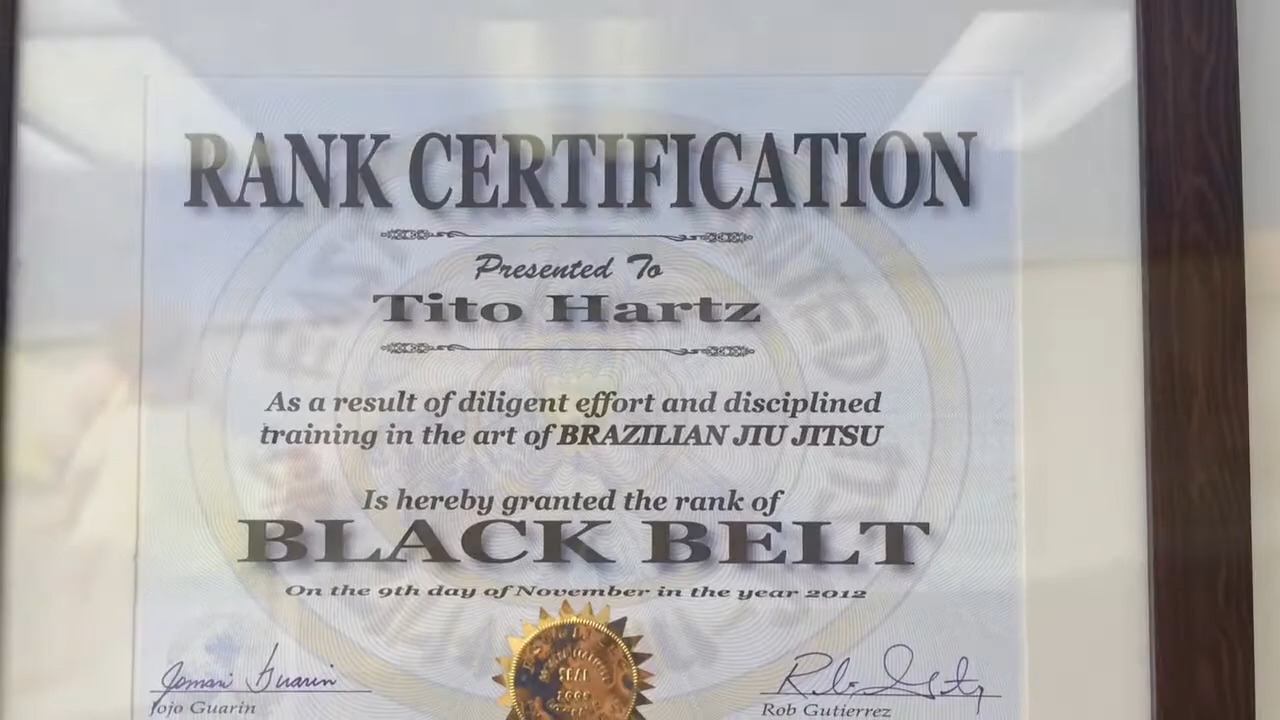 RANK CERTIFICATION
Presented To
Tito Hartz
As a result of diligent effort and disciplined
training in the art of BRAZILIAN JIU JITSU
Is hereby granted the rank of
BLACK BELT
On the 9th day of November in the year 2012
Jojo Guarin
Rob Gutierrez
SEAL